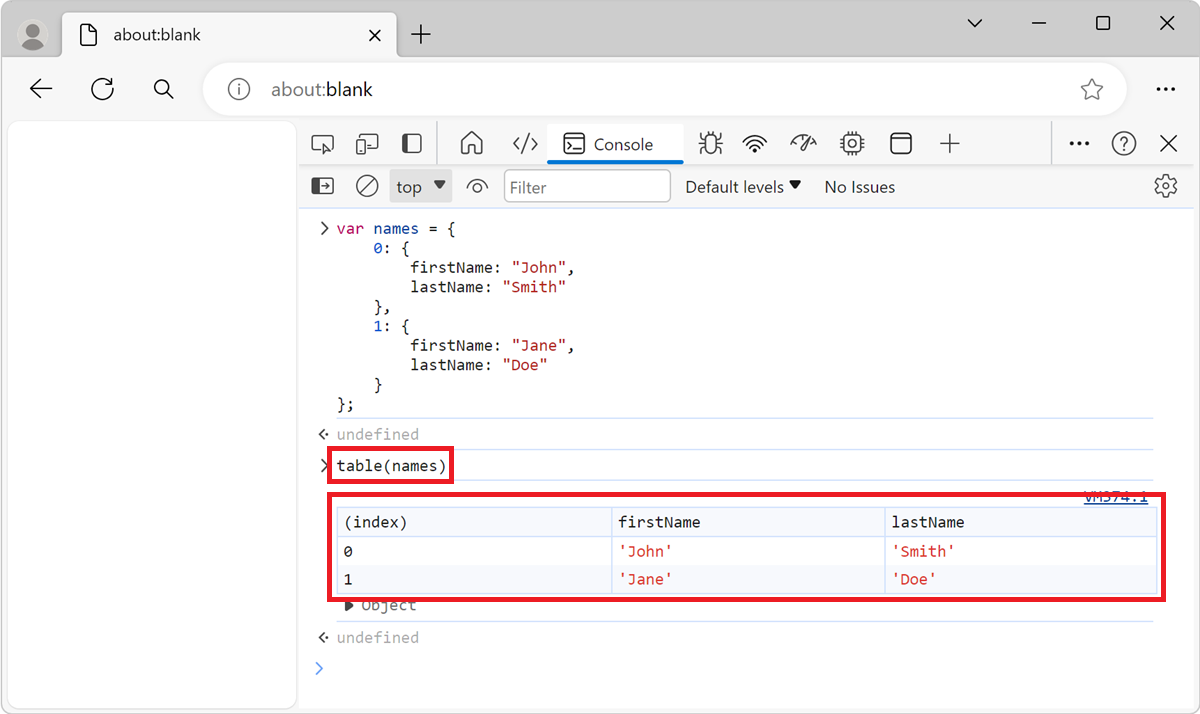 about:blank
about:blank
Console
top Filter Default levels No Issues
var names = {
0: {
firstName: "John",
lastName: "Smith"
},
1: {
firstName: "Jane",
lastName: "Doe"
}
};
undefined
table(names)
VM374:1
(index) firstName lastName
0 'John' 'Smith'
1 'Jane' 'Doe'
Object
undefined